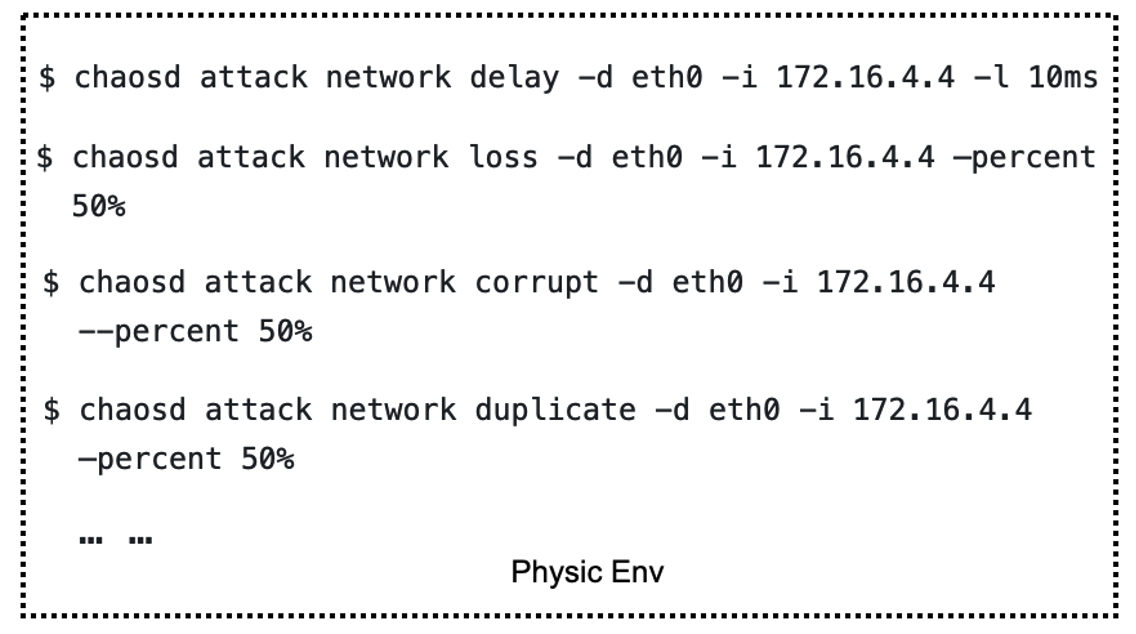 $ chaosd attack network delay -d eth0 -i 172.16.4.4 -l 10ms
$ chaosd attack network loss -d eth0 -i 172.16.4.4 –percent
50%
$ chaosd attack network corrupt -d eth0 -i 172.16.4.4
--percent 50%
$ chaosd attack network duplicate -d eth0 -i 172.16.4.4
–percent 50%
… …
Physic Env